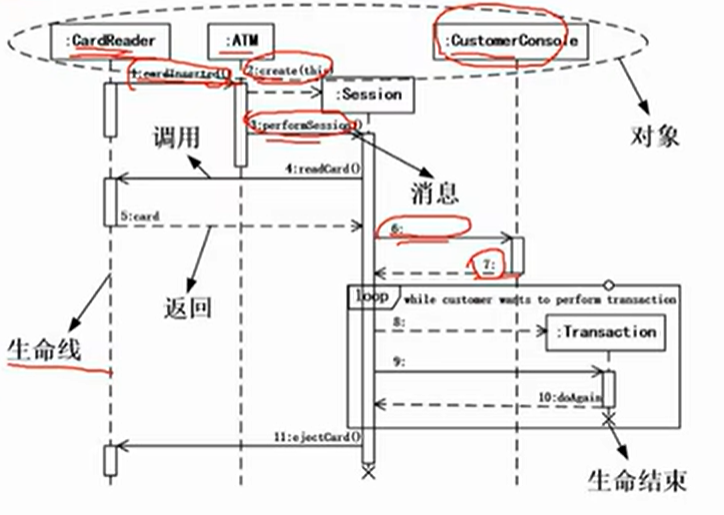 :CardReader
:ATM
:CustomerConsole
1:cardInserted()
2:create(this
:Session
3:performSession()
对象
调用
4:readCard()
消息
5:card
6:
7:
返回
loop
while customer wants to perform transaction
生命线
8:
:Transaction
9:
10:doAgain
11:ejectCard()
生命结束